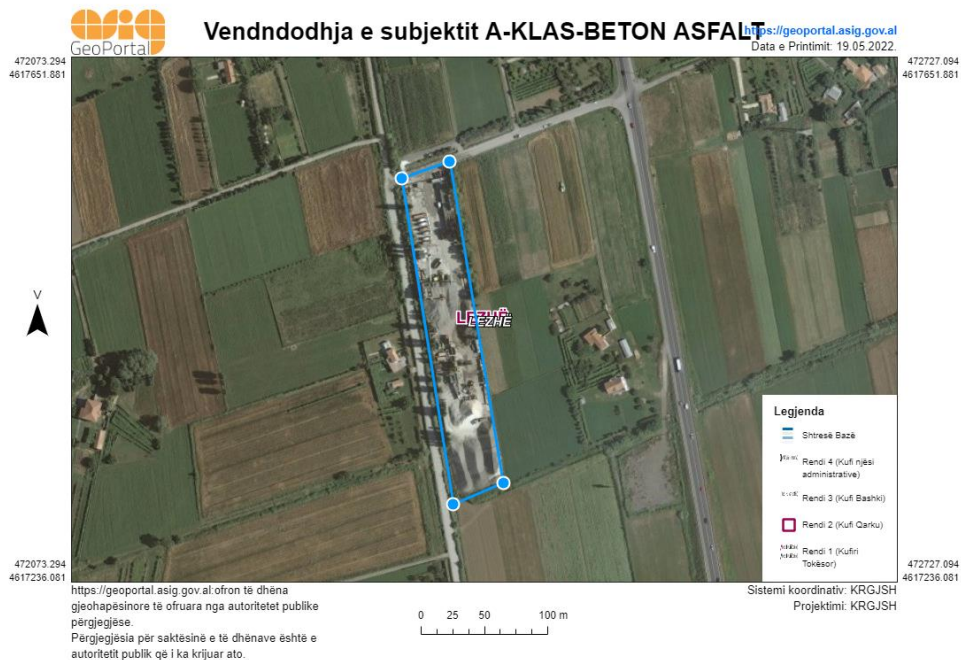 asig
GeoPortal
Vendndodhja e subjektit A-KLAS-BETON ASFALT
https://geoportal.asig.gov.al
Data e Printimit: 19.05.2022.
472073.294
4617651.881
472727.094
4617651.881
V
LEZHË
LEZHË
Legjenda
Shtresë Bazë
Rendi 4 (Kufi njësi
administrative)
Rendi 3 (Kufi Bashki)
Rendi 2 (Kufi Qarku)
Rendi 1 (Kufiri
Tokësor)
472073.294
4617236.081
472727.094
4617236.081
https://geoportal.asig.gov.al:ofron të dhëna
gjeohapësinore të ofruara nga autoritetet publike
përgjegjëse.
Përgjegjësia për saktësinë e të dhënave është e
autoritetit publik që i ka krijuar ato.
0 25 50 100 m
Sistemi koordinativ: KRGJSH
Projektimi: KRGJSH